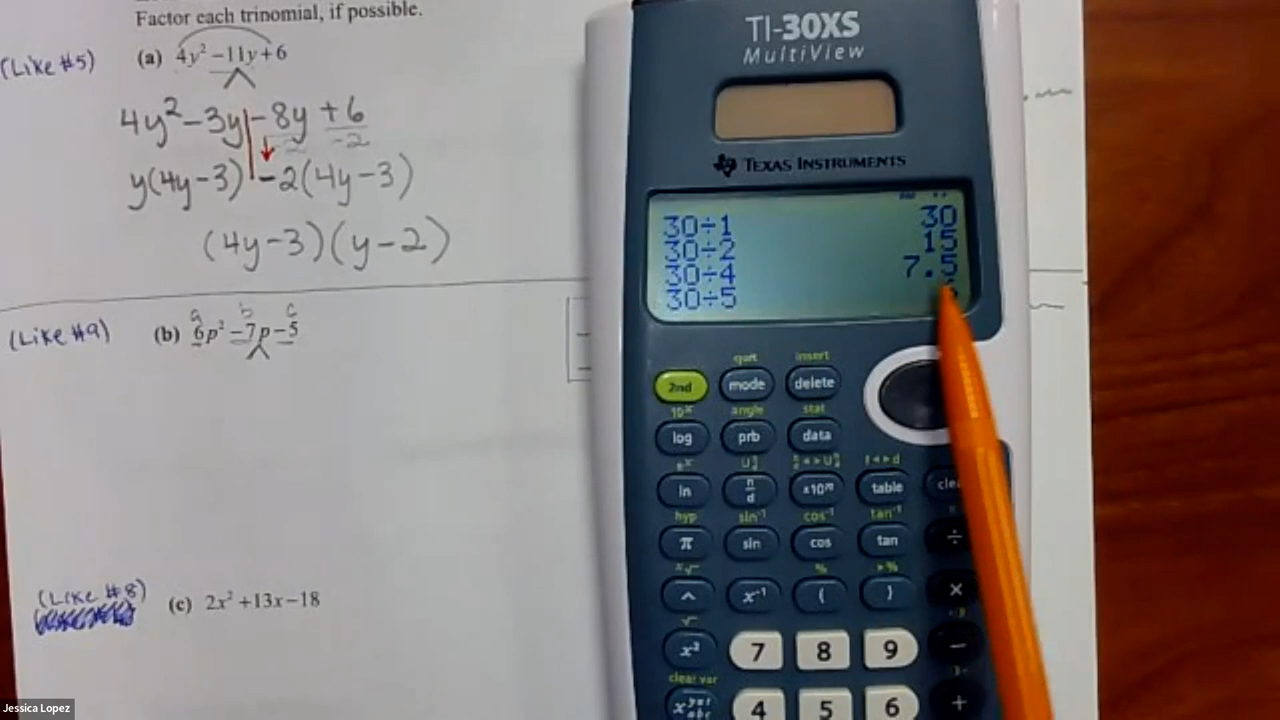 Factor each trinomial, if possible.
(Like #5) (a) 4y² −11y+6
4y² − 3y − 8y + 6
−2
y(4y − 3) − 2(4y − 3)
(4y − 3)(y − 2)
a b c
(Like #9) (b) 6p² −7p−5
(Like #8) (c) 2x² +13x−18
TI-30XS
MultiView
TEXAS INSTRUMENTS
30÷1 30
30÷2 15
30÷4 7.5
30÷5
quit insert
2nd mode delete
10ˣ angle stat
log prb data
eˣ
ln n/d ×10ⁿ table
hyp sin⁻¹ cos⁻¹ tan⁻¹
π sin cos tan ÷
% 
^ x⁻¹ ( ) ×
√
x² 7 8 9 −
clear var
x yzt abc 4 5 6 +
Jessica Lopez